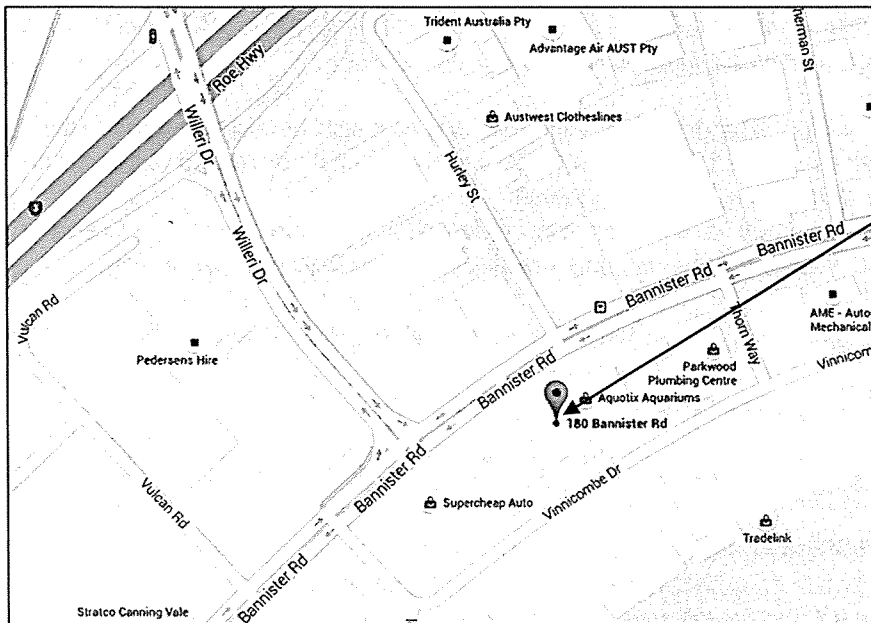 Trident Australia Pty
Advantage Air AUST Pty
herman St
Roe Hwy
Willeri Dr
Austwest Clotheslines
Hurley St
Willeri Dr
Bannister Rd
Bannister Rd
Vulcan Rd
Pedersens Hire
Thorn Way
AME - Auto
Mechanical
Parkwood
Plumbing Centre
Vinnicom
Bannister Rd
Aquotix Aquariums
180 Bannister Rd
Bannister Rd
Vulcan Rd
Supercheap Auto
Vinnicombe Dr
Tradelink
Bannister Rd
Stratco Canning Vale